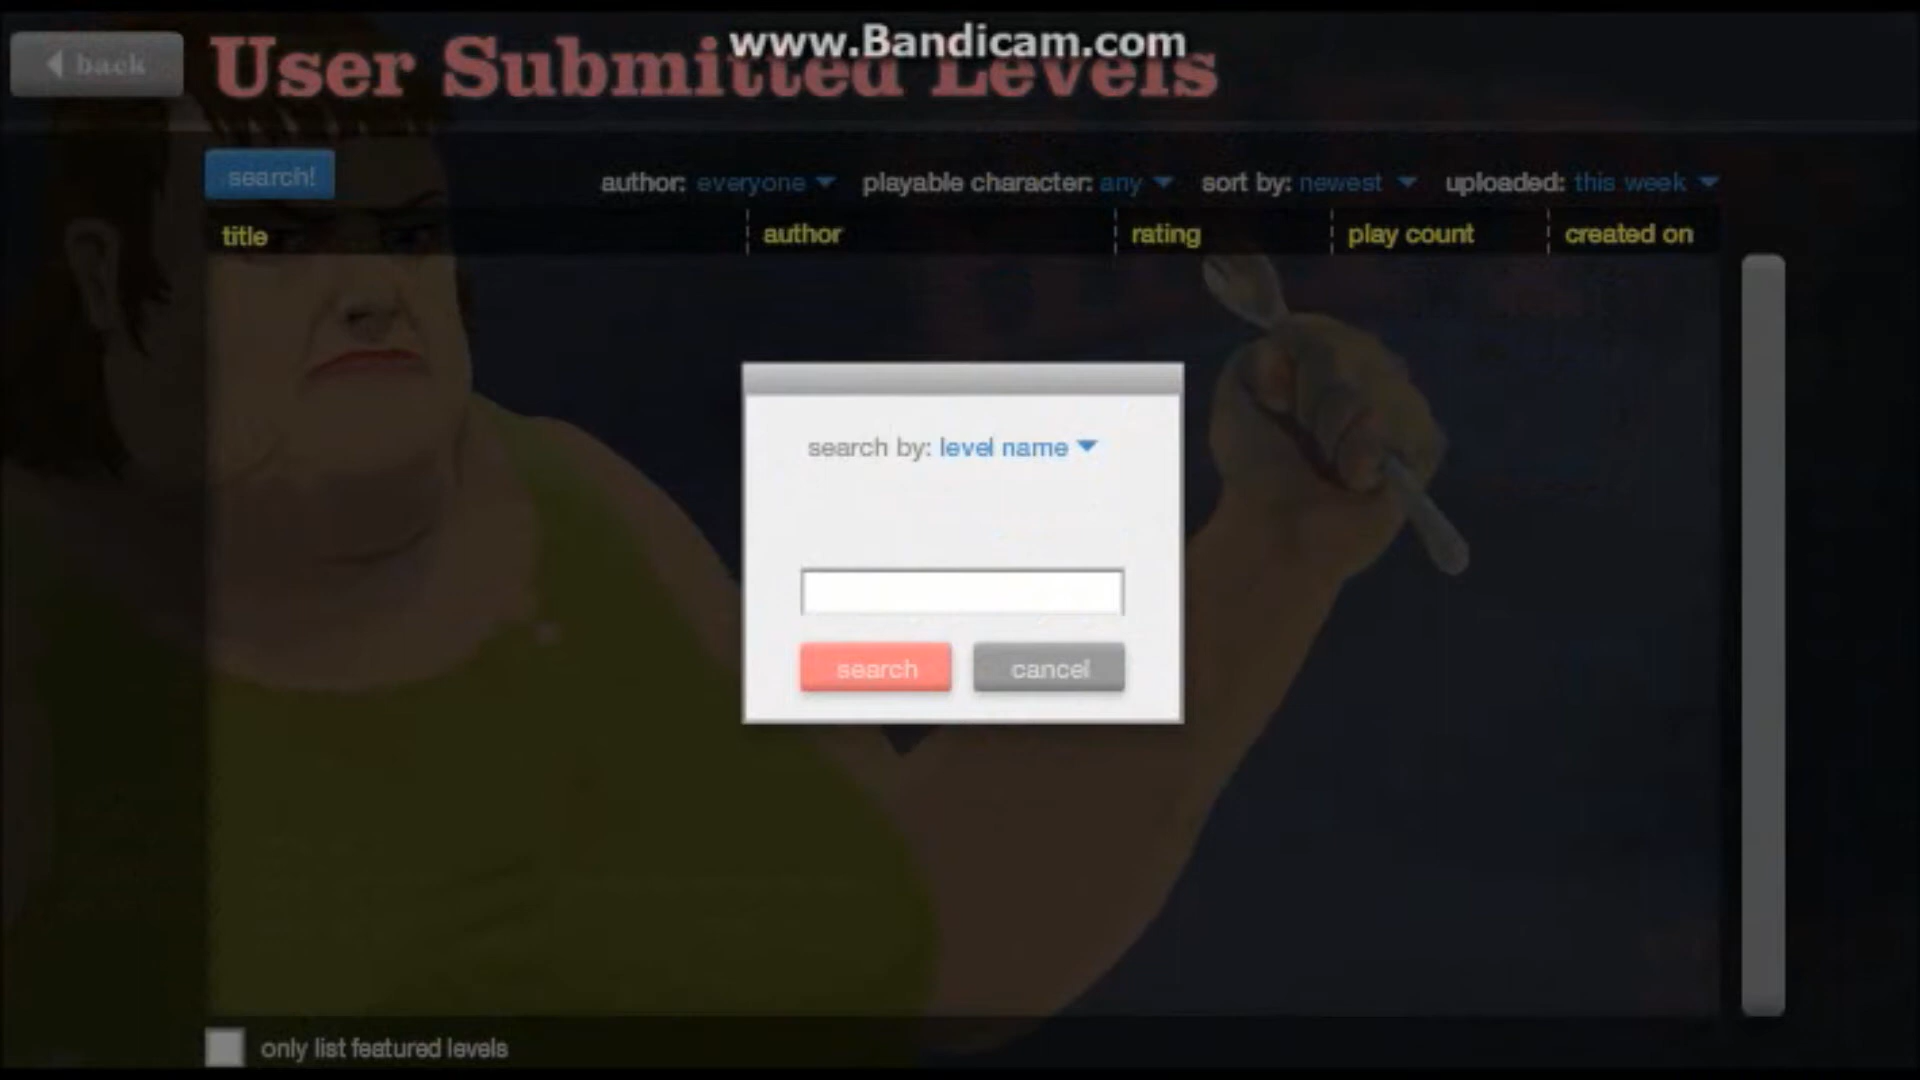 www.Bandicam.com
back
User Submitted Levels
search!
author: everyone playable character: any sort by: newest uploaded: this week
title author rating play count created on
search by: level name
search cancel
only list featured levels